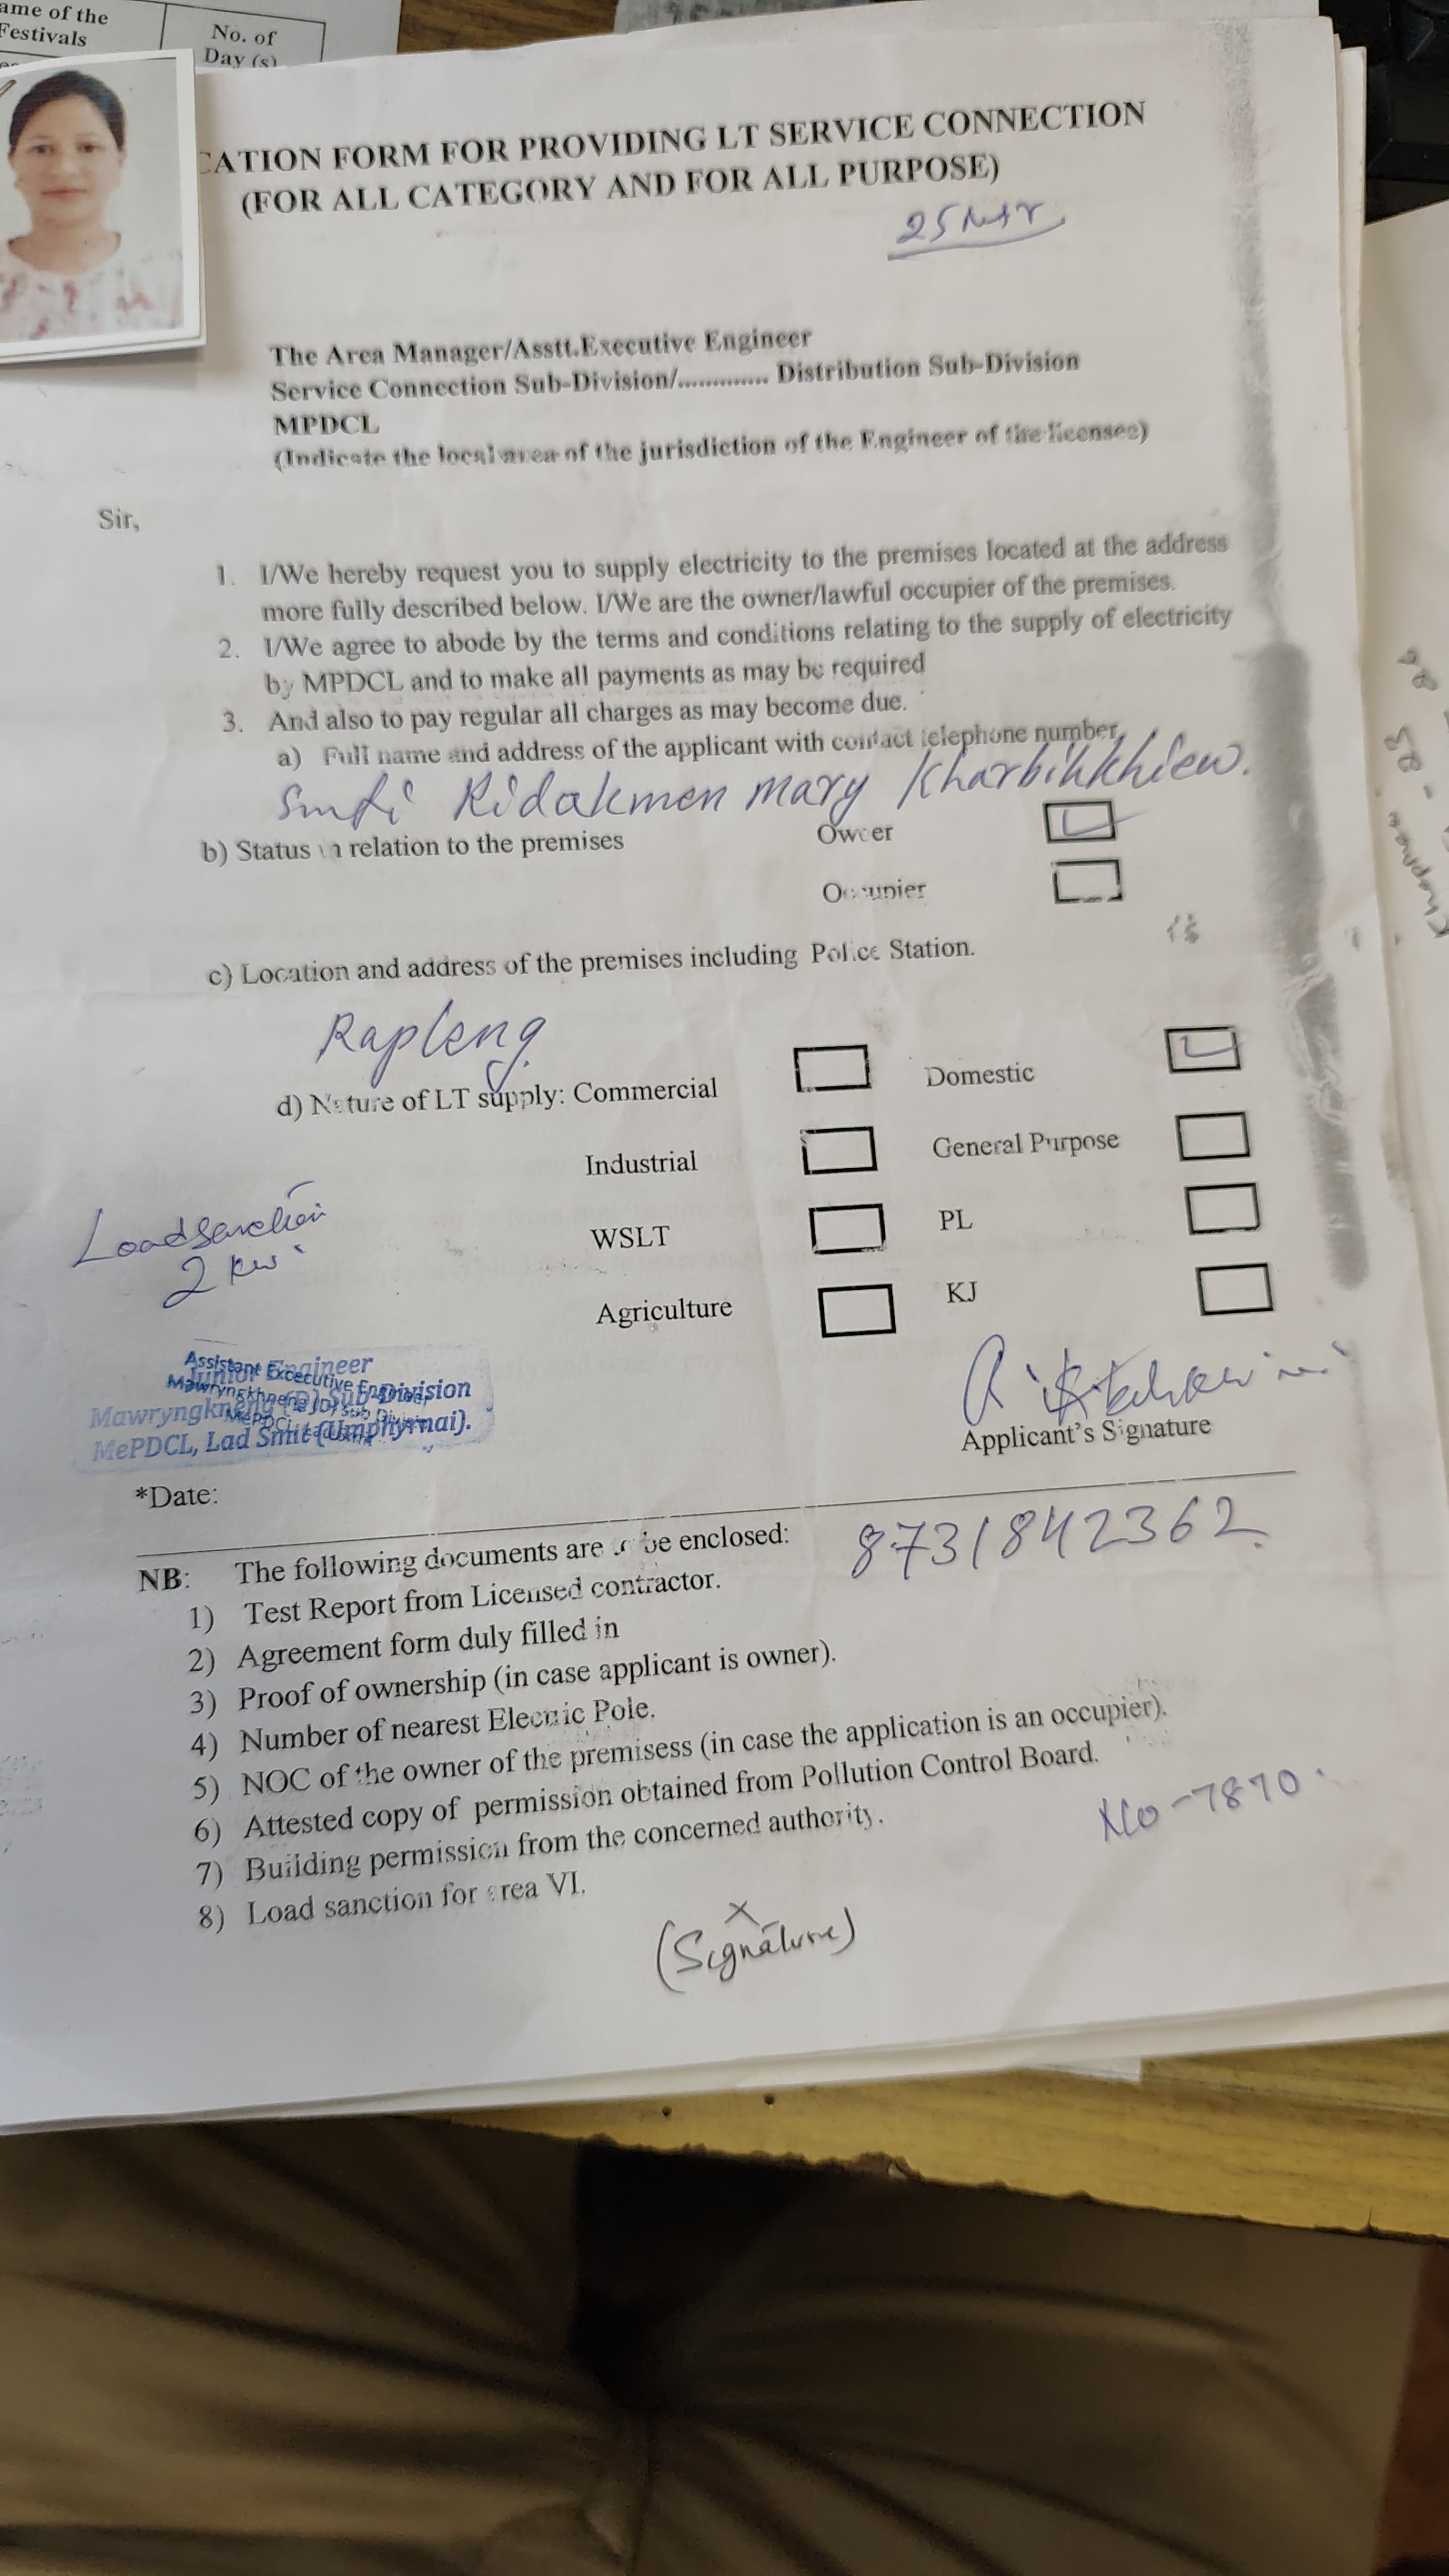 ame of the
Festivals
No. of
Day (s)
CATION FORM FOR PROVIDING LT SERVICE CONNECTION
(FOR ALL CATEGORY AND FOR ALL PURPOSE)
25 Mtr
The Area Manager/Asstt.Executive Engineer
Service Connection Sub-Division/.............. Distribution Sub-Division
MPDCL
(Indicate the local area of the jurisdiction of the Engineer of the licensee)
Sir,
1. I/We hereby request you to supply electricity to the premises located at the address
more fully described below. I/We are the owner/lawful occupier of the premises.
2. I/We agree to abode by the terms and conditions relating to the supply of electricity
by MPDCL and to make all payments as may be required
3. And also to pay regular all charges as may become due.
a) Full name and address of the applicant with contact telephone number
Smti Ridakmen mary Kharbihkhiew.
b) Status in relation to the premises Owner
Occupier
c) Location and address of the premises including Police Station.
Rapleng
d) Nature of LT supply: Commercial Domestic
Industrial General Purpose
WSLT PL
Agriculture KJ
Load sanction
2 kw
Assistant Excecutive Engineer
Junior Engineer
Mawryngkneng (D) Sub-Division
MePDCL, Lad Smit (Umphyrnai).
Applicant's Signature
*Date:
8731842362
NB: The following documents are to be enclosed:
1) Test Report from Licensed contractor.
2) Agreement form duly filled in
3) Proof of ownership (in case applicant is owner).
4) Number of nearest Electric Pole.
5) NOC of the owner of the premisess (in case the application is an occupier).
6) Attested copy of permission obtained from Pollution Control Board.
7) Building permission from the concerned authority.
8) Load sanction for area VI.
No-7870.
x
(Signature)